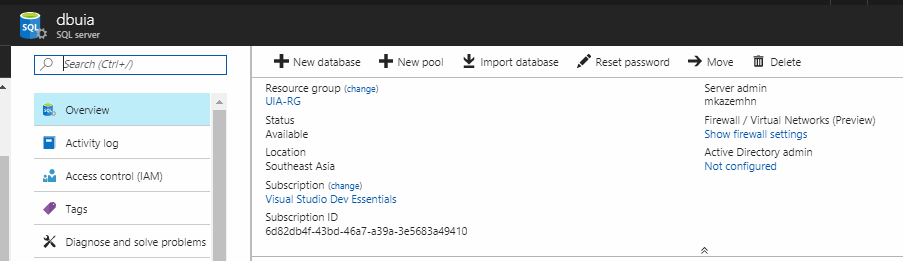 dbuia
SQL server
Search (Ctrl+/)
Overview
Activity log
Access control (IAM)
Tags
Diagnose and solve problems
New database
New pool
Import database
Reset password
Move
Delete
Resource group (change)
UIA-RG
Status
Available
Location
Southeast Asia
Subscription (change)
Visual Studio Dev Essentials
Subscription ID
6d82db4f-43bd-46a7-a39a-3e5683a49410
Server admin
mkazemhn
Firewall / Virtual Networks (Preview)
Show firewall settings
Active Directory admin
Not configured